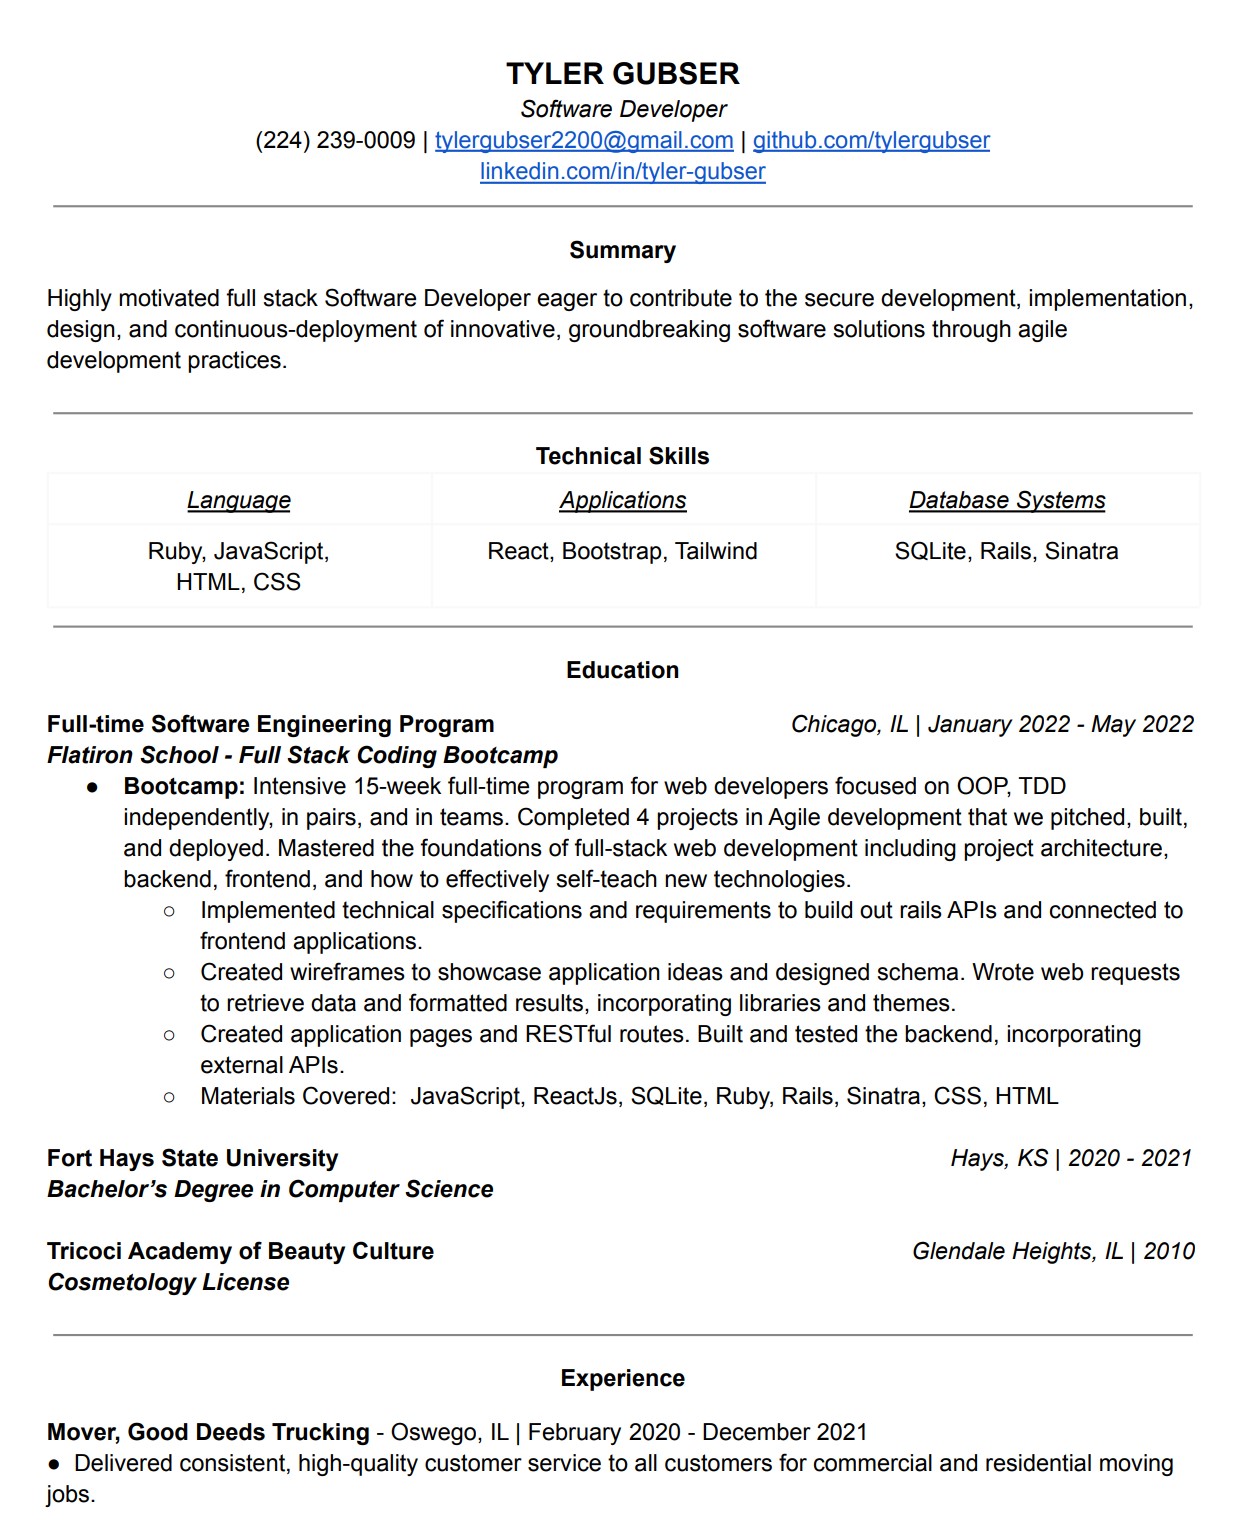 TYLER GUBSER
Software Developer
(224) 239-0009 | tylergubser2200@gmail.com | github.com/tylergubser
linkedin.com/in/tyler-gubser
Summary
Highly motivated full stack Software Developer eager to contribute to the secure development, implementation,
design, and continuous-deployment of innovative, groundbreaking software solutions through agile
development practices.
Technical Skills
Language Applications Database Systems
Ruby, JavaScript, React, Bootstrap, Tailwind SQLite, Rails, Sinatra
HTML, CSS
Education
Full-time Software Engineering Program Chicago, IL | January 2022 - May 2022
Flatiron School - Full Stack Coding Bootcamp
● Bootcamp: Intensive 15-week full-time program for web developers focused on OOP, TDD
independently, in pairs, and in teams. Completed 4 projects in Agile development that we pitched, built,
and deployed. Mastered the foundations of full-stack web development including project architecture,
backend, frontend, and how to effectively self-teach new technologies.
○ Implemented technical specifications and requirements to build out rails APIs and connected to
frontend applications.
○ Created wireframes to showcase application ideas and designed schema. Wrote web requests
to retrieve data and formatted results, incorporating libraries and themes.
○ Created application pages and RESTful routes. Built and tested the backend, incorporating
external APIs.
○ Materials Covered: JavaScript, ReactJs, SQLite, Ruby, Rails, Sinatra, CSS, HTML
Fort Hays State University Hays, KS | 2020 - 2021
Bachelor’s Degree in Computer Science
Tricoci Academy of Beauty Culture Glendale Heights, IL | 2010
Cosmetology License
Experience
Mover, Good Deeds Trucking - Oswego, IL | February 2020 - December 2021
● Delivered consistent, high-quality customer service to all customers for commercial and residential moving
jobs.